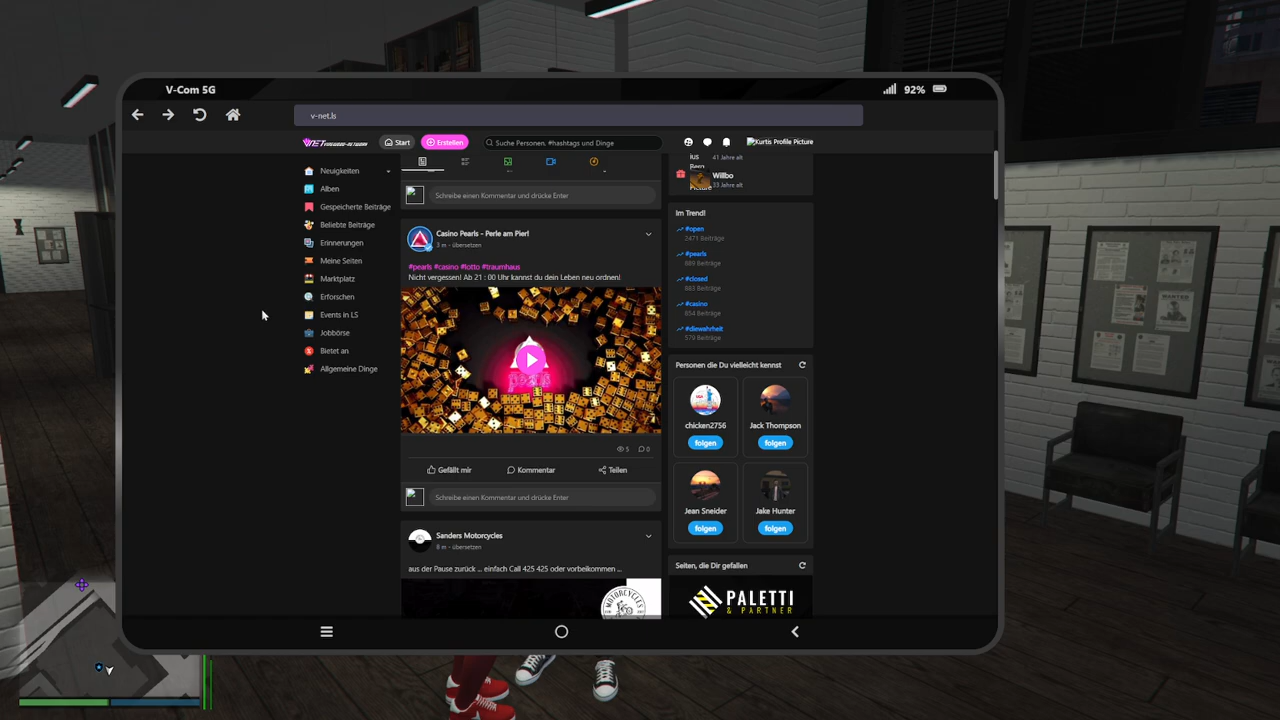 V-Com 5G
92%
v-net.ls
VNET
Start
Erstellen
Suche Personen, #hashtags und Dinge
Kurtis Profile Picture
Neuigkeiten
Alben
Gespeicherte Beiträge
Beliebte Beiträge
Erinnerungen
Meine Seiten
Marktplatz
Erforschen
Events in LS
Jobbörse
Bietet an
Allgemeine Dinge
Schreibe einen Kommentar und drücke Enter
Casino Pearls - Perle am Pier!
3 m - übersetzen
#pearls #casino #lotto #traumhaus
Nicht vergessen! Ab 21 : 00 Uhr kannst du dein Leben neu ordnen!
5
0
Gefällt mir
Kommentar
Teilen
Schreibe einen Kommentar und drücke Enter
Sanders Motorcycles
8 m - übersetzen
aus der Pause zurück ... einfach Call 425 425 oder vorbeikommen ...
MOTORCYCLES
41 Jahre alt
Willbo
33 Jahre alt
Im Trend!
#open
2471 Beiträge
#pearls
889 Beiträge
#closed
883 Beiträge
#casino
854 Beiträge
#diewahrheit
579 Beiträge
Personen die Du vielleicht kennst
chicken2756
folgen
Jack Thompson
folgen
Jean Sneider
folgen
Jake Hunter
folgen
Seiten, die Dir gefallen
PALETTI
& PARTNER
WANTED